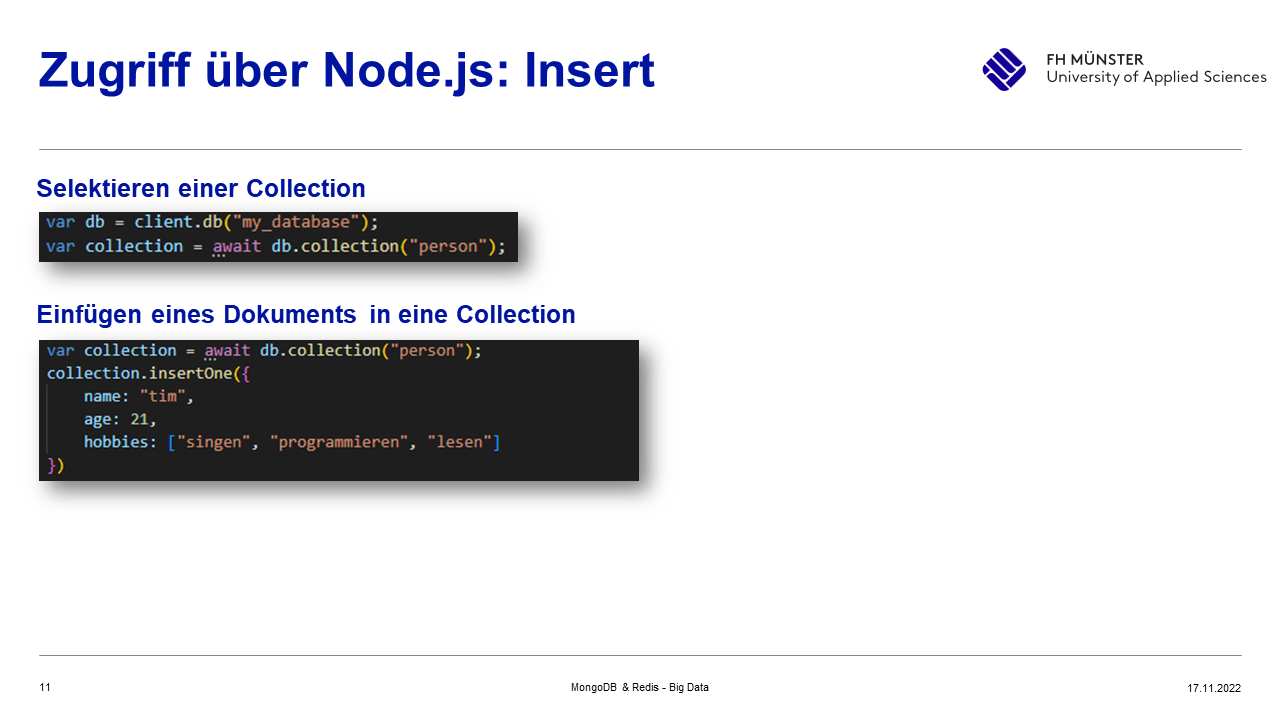 Zugriff über Node.js: Insert
FH MÜNSTER
University of Applied Sciences
Selektieren einer Collection
var db = client.db("my_database");
var collection = await db.collection("person");
Einfügen eines Dokuments in eine Collection
var collection = await db.collection("person");
collection.insertOne({
    name: "tim",
    age: 21,
    hobbies: ["singen", "programmieren", "lesen"]
})
11
MongoDB & Redis - Big Data
17.11.2022